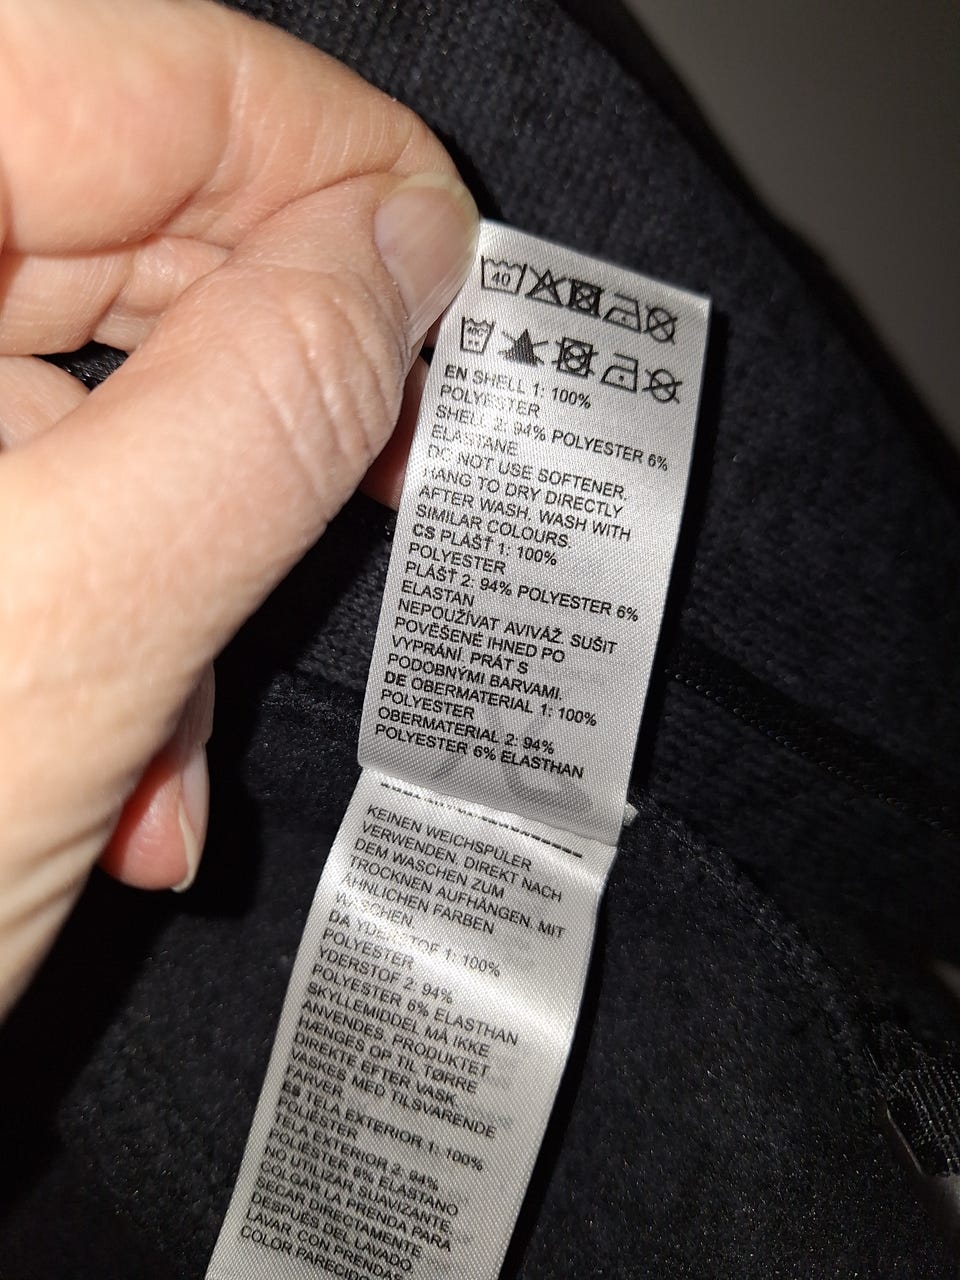 40
40C
EN SHELL 1: 100%
POLYESTER
SHELL 2: 94% POLYESTER 6%
ELASTANE
DO NOT USE SOFTENER,
HANG TO DRY DIRECTLY
AFTER WASH. WASH WITH
SIMILAR COLOURS.
CS PLÁŠŤ 1: 100%
POLYESTER
PLÁŠŤ 2: 94% POLYESTER 6%
ELASTAN
NEPOUŽÍVAT AVIVÁŽ. SUŠIT
POVĚŠENÉ IHNED PO
VYPRÁNÍ. PRÁT S
PODOBNÝMI BARVAMI.
DE OBERMATERIAL 1: 100%
POLYESTER
OBERMATERIAL 2: 94%
POLYESTER 6% ELASTHAN
KEINEN WEICHSPÜLER
VERWENDEN. DIREKT NACH
DEM WASCHEN ZUM
TROCKNEN AUFHÄNGEN. MIT
ÄHNLICHEN FARBEN
WASCHEN.
DA YDERSTOF 1: 100%
POLYESTER
YDERSTOF 2: 94%
POLYESTER 6% ELASTHAN
SKYLLEMIDDEL MÅ IKKE
ANVENDES. PRODUKTET
HÆNGES OP TIL TØRRE
DIREKTE EFTER VASK.
VASKES MED TILSVARENDE
FARVER.
ES TELA EXTERIOR 1: 100%
POLIÉSTER
TELA EXTERIOR 2: 94%
POLIÉSTER 6% ELASTANO
NO UTILIZAR SUAVIZANTE.
COLGAR LA PRENDA PARA
SECAR DIRECTAMENTE
DESPUÉS DEL LAVADO.
LAVAR CON PRENDAS
COLOR PARECIDO